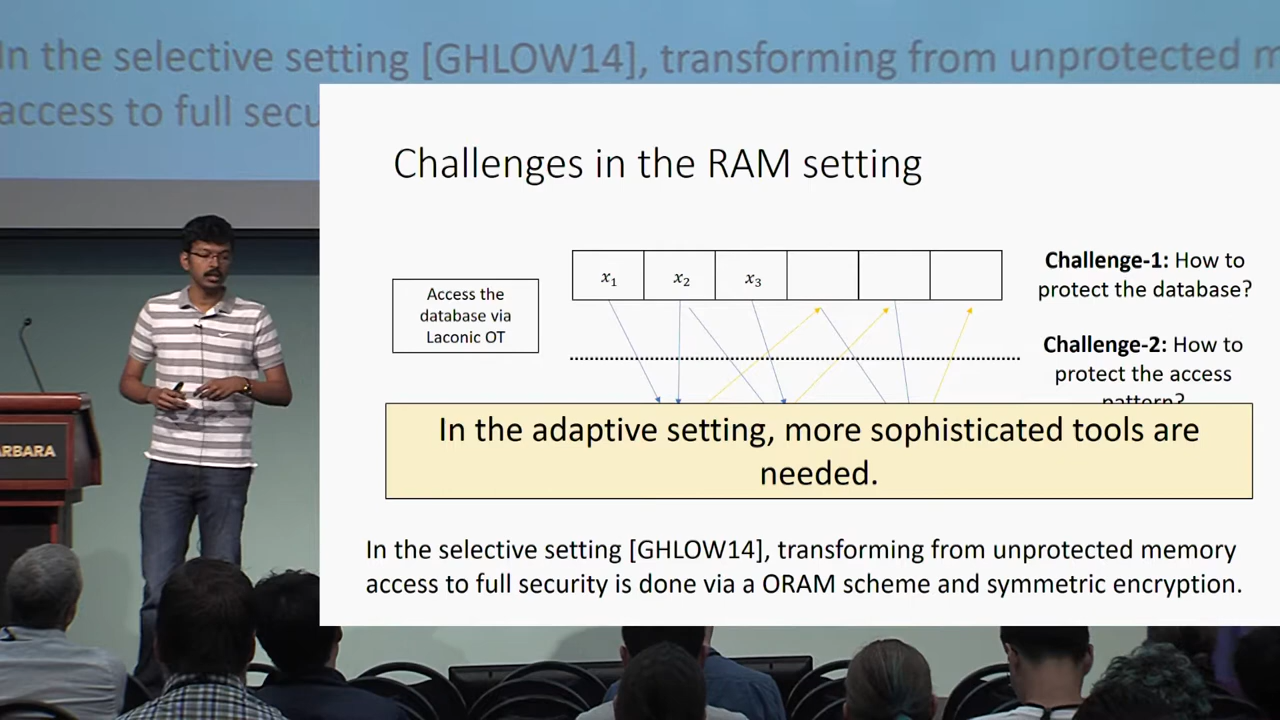 In the selective setting [GHLOW14], transforming from unprotected
access to full
Challenges in the RAM setting
Access the
database via
Laconic OT
x₁ x₂ x₃
Challenge-1: How to
protect the database?
Challenge-2: How to
protect the access
pattern?
In the adaptive setting, more sophisticated tools are
needed.
In the selective setting [GHLOW14], transforming from unprotected memory
access to full security is done via a ORAM scheme and symmetric encryption.
ARBARA